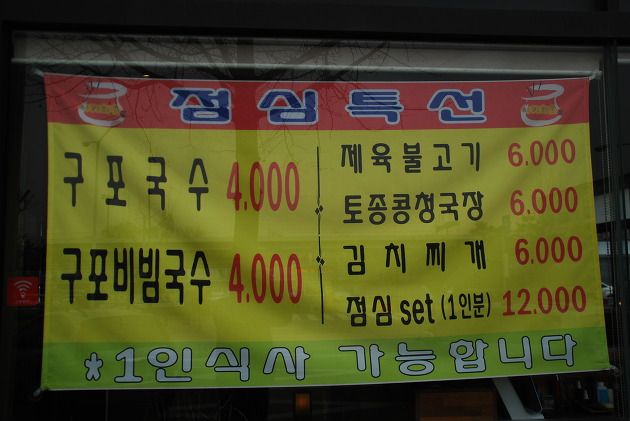 점심특선
구포국수 4.000
구포비빔국수 4.000
제육불고기 6.000
토종콩청국장 6.000
김치찌개 6.000
점심 set (1인분) 12.000
*1인식사 가능합니다